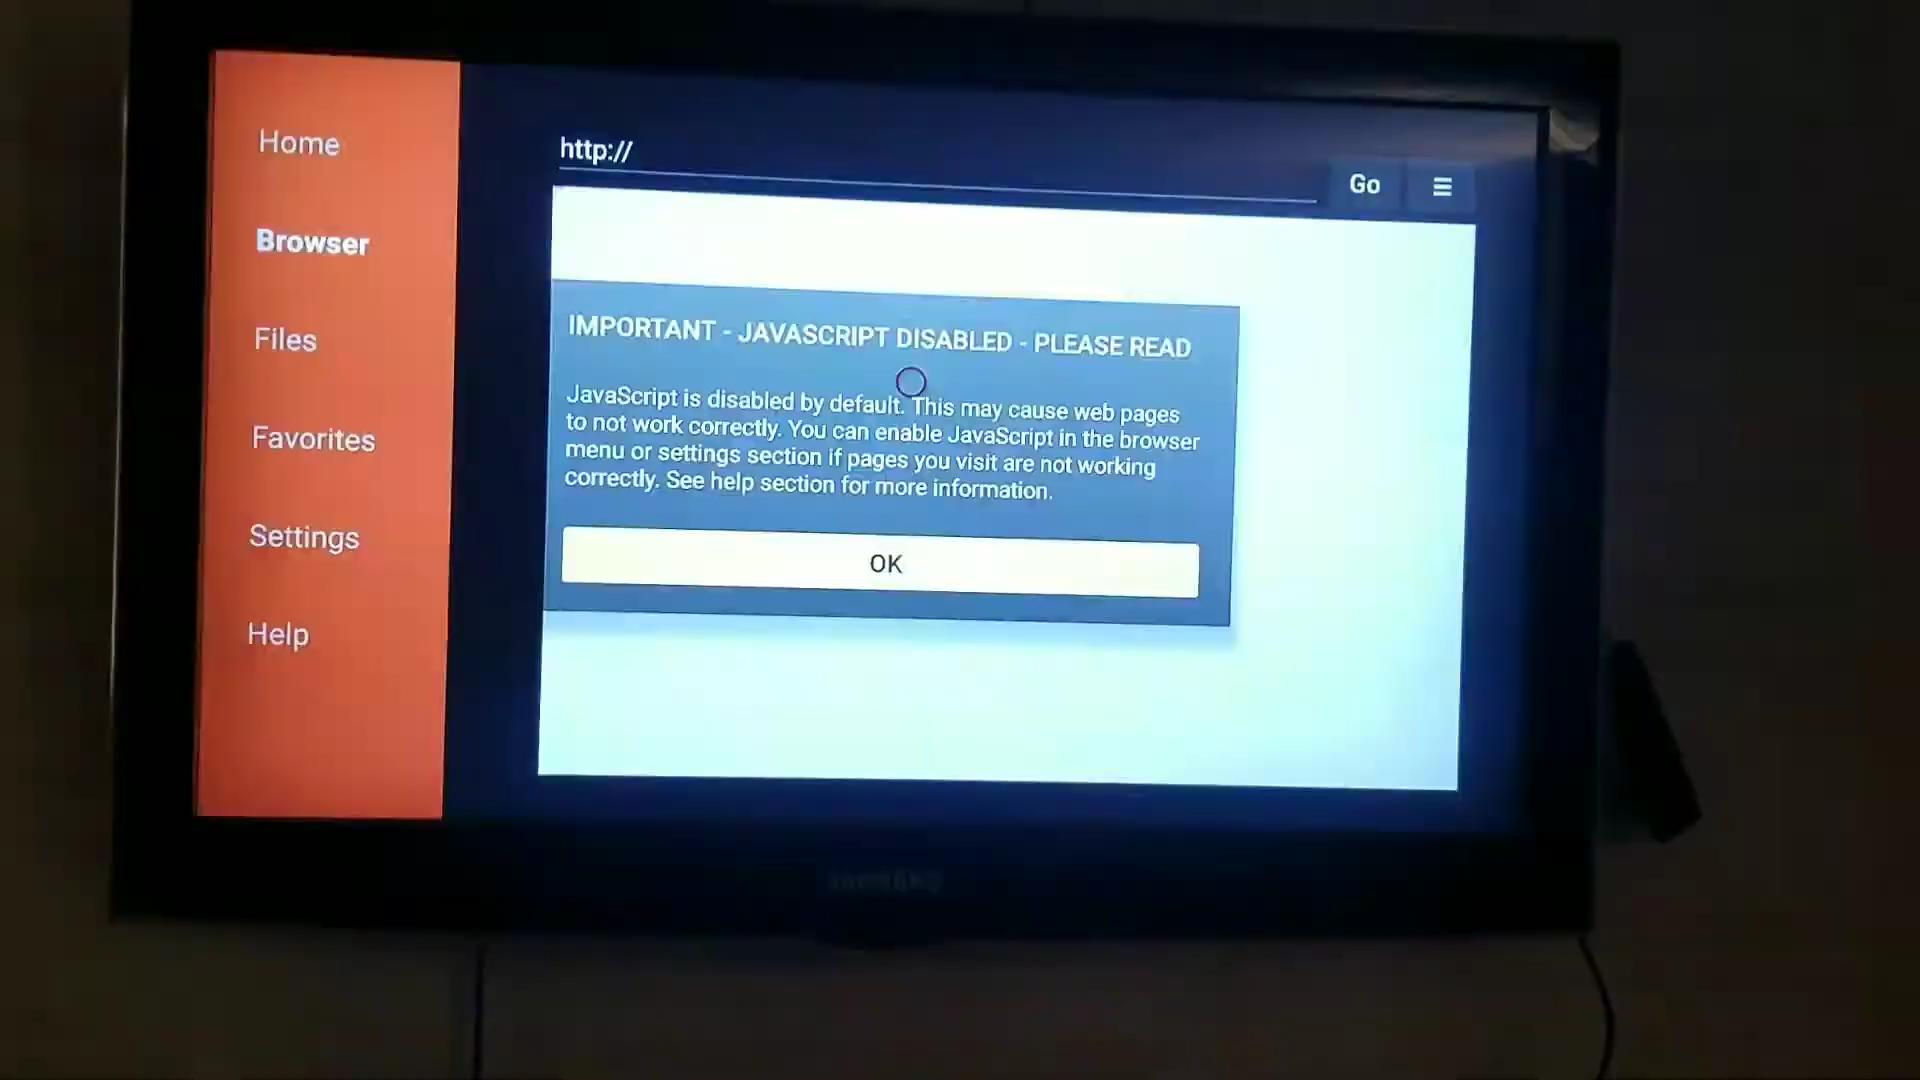 Home
Browser
Files
Favorites
Settings
Help
http://
Go
IMPORTANT - JAVASCRIPT DISABLED - PLEASE READ
JavaScript is disabled by default. This may cause web pages
to not work correctly. You can enable JavaScript in the browser
menu or settings section if pages you visit are not working
correctly. See help section for more information.
OK